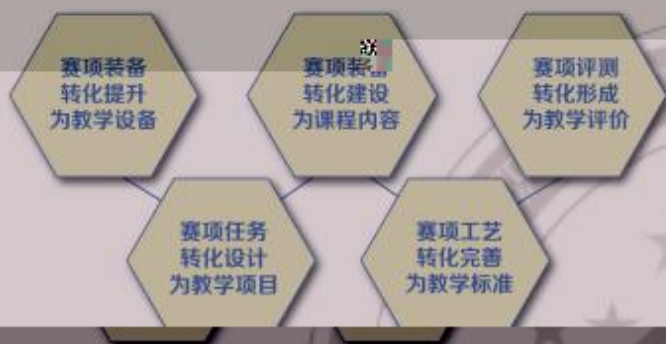 赛项装备
转化提升
为教学设备
赛项装
转化建设
为课程内容
赛项评测
转化形成
为教学评价
赛项任务
转化设计
为教学项目
赛项工艺
转化完善
为教学标准